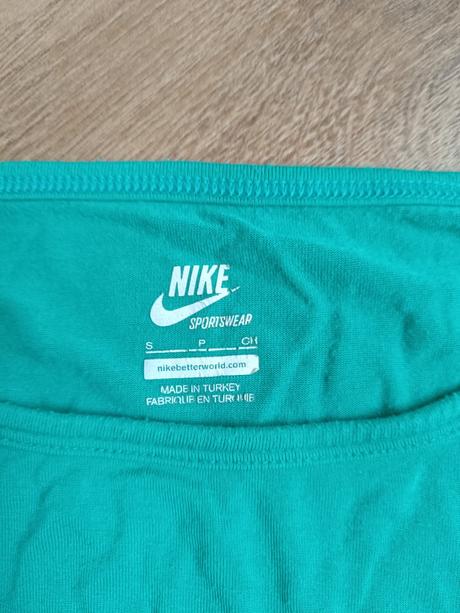 NIKE
SPORTSWEAR
S P CH
nikebetterworld.com
MADE IN TURKEY
FABRIQUE EN TURQUIE